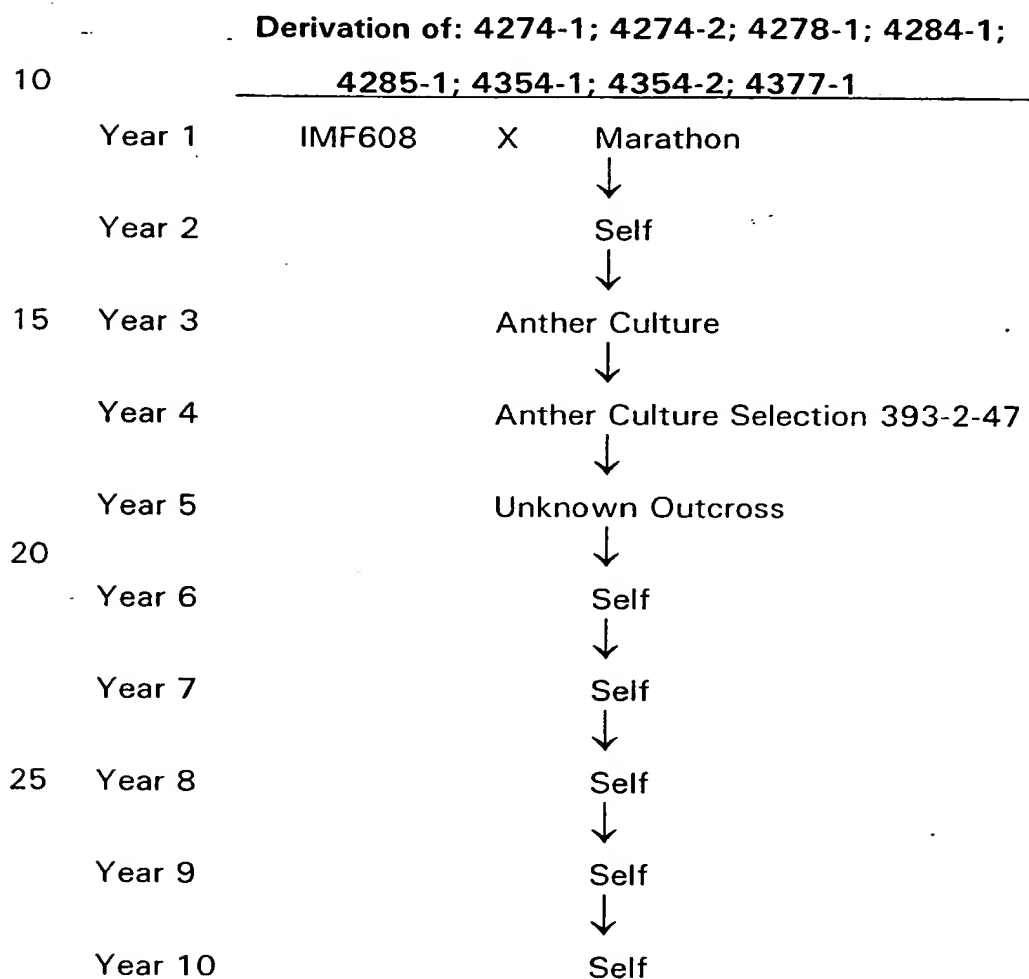 Derivation of: 4274-1; 4274-2; 4278-1; 4284-1;
10 4285-1; 4354-1; 4354-2; 4377-1
Year 1 IMF608 X Marathon
Year 2 Self
15 Year 3 Anther Culture
Year 4 Anther Culture Selection 393-2-47
Year 5 Unknown Outcross
20
Year 6 Self
Year 7 Self
25 Year 8 Self
Year 9 Self
Year 10 Self